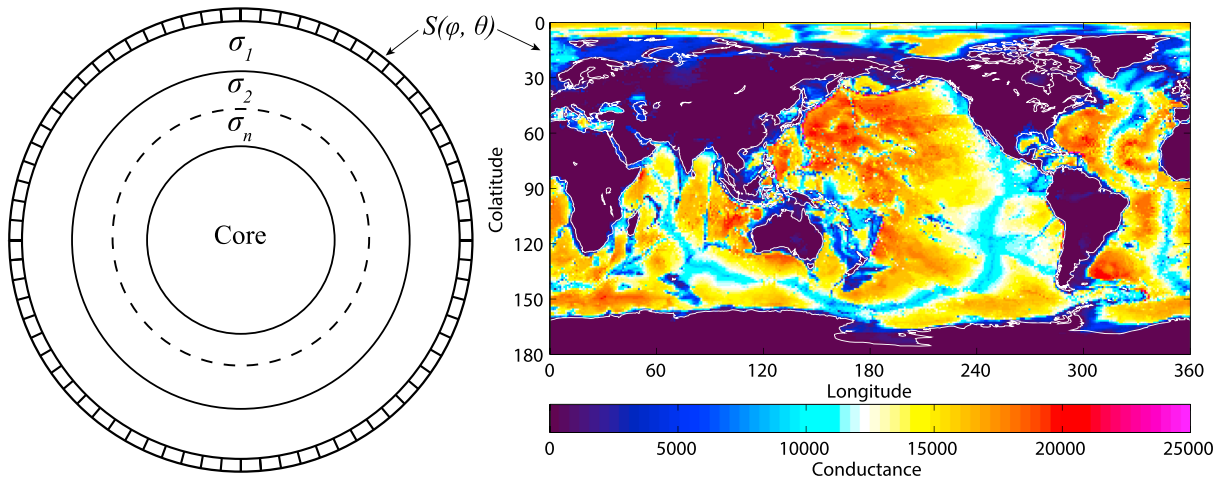 σ1
σ2
σ̅n
Core
S(φ, θ)
0
30
60
90
120
150
180
Colatitude
0 60 120 180 240 300 360
Longitude
0 5000 10000 15000 20000 25000
Conductance